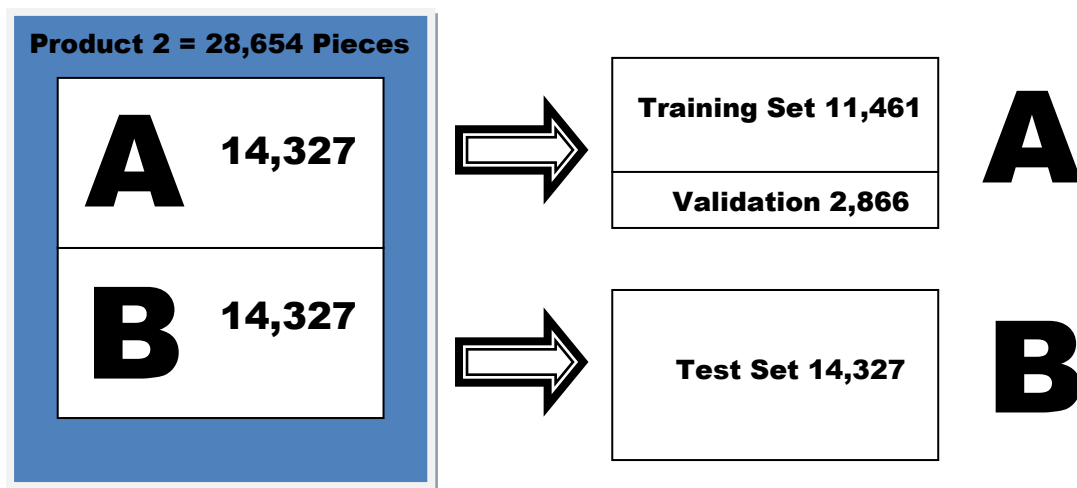 Product 2 = 28,654 Pieces
A 14,327
B 14,327
Training Set 11,461
Validation 2,866
A
Test Set 14,327
B